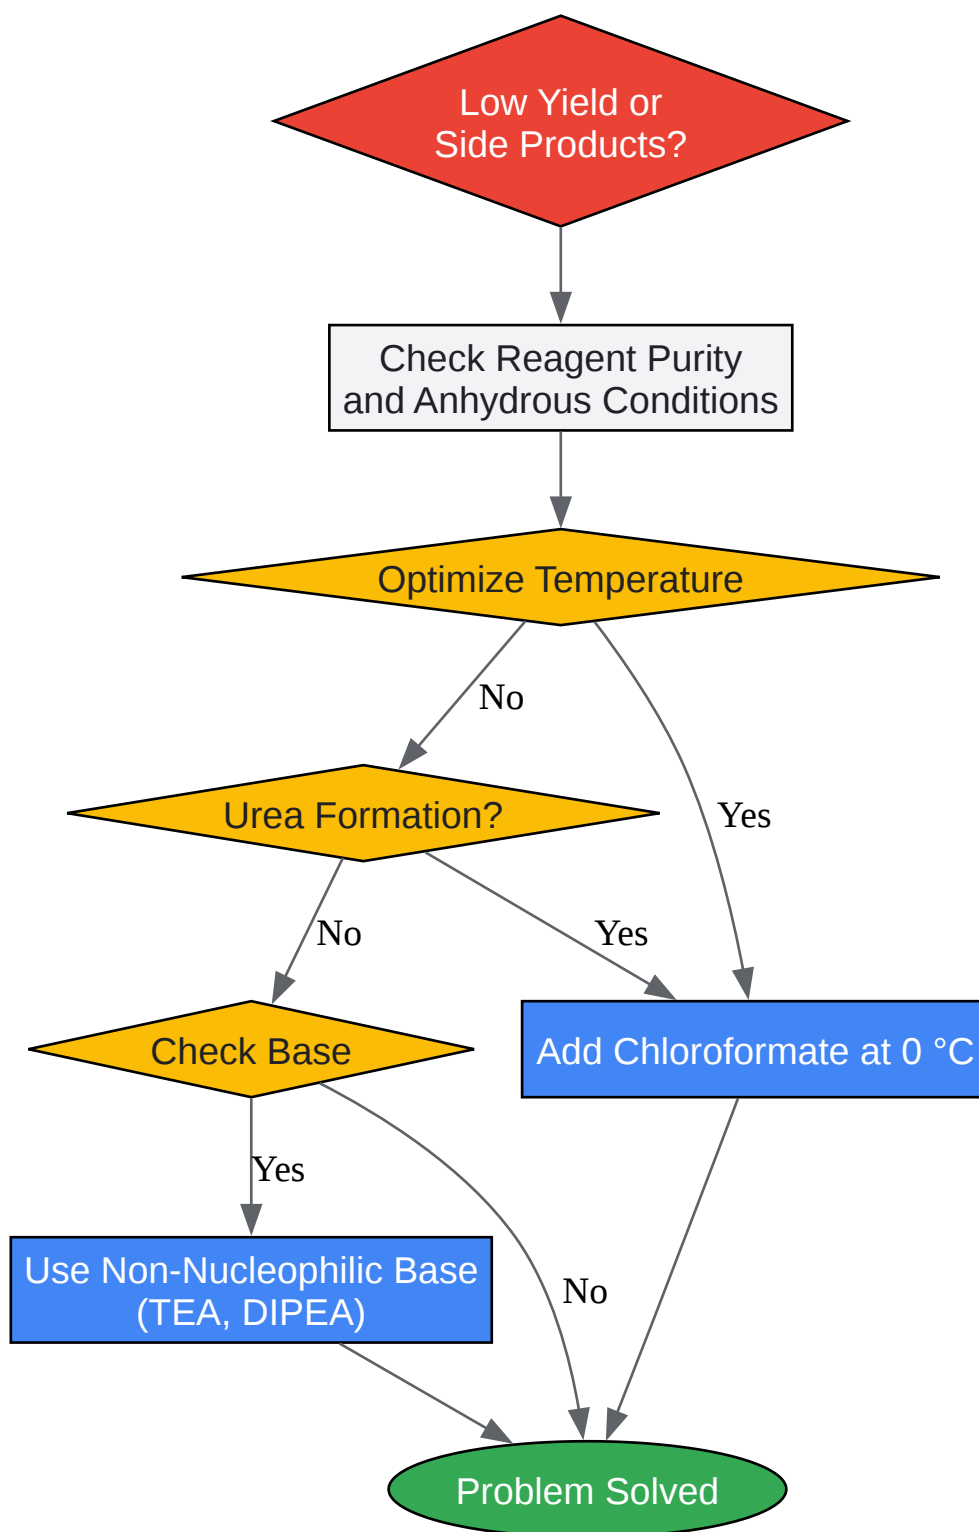 Low Yield or
Side Products?
Check Reagent Purity
and Anhydrous Conditions
Optimize Temperature
No
Yes
Urea Formation?
No
Yes
Check Base
Add Chloroformate at 0 °C
Yes
No
Use Non-Nucleophilic Base
(TEA, DIPEA)
Problem Solved